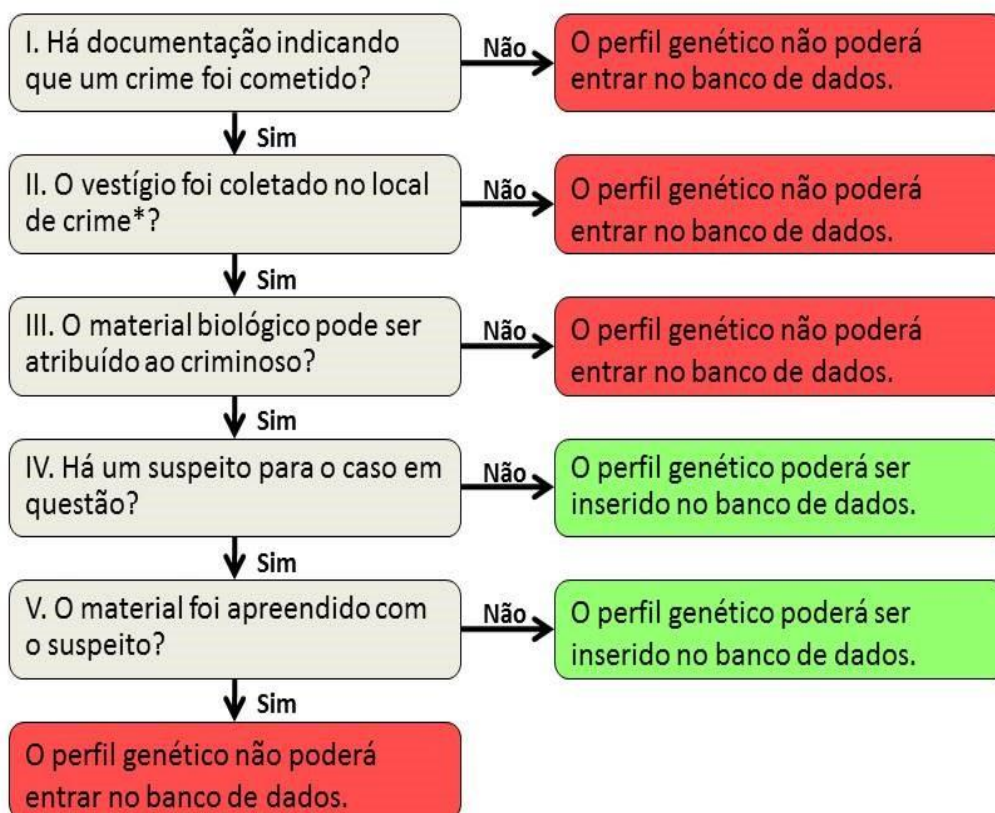 I. Há documentação indicando
que um crime foi cometido?
Não
O perfil genético não poderá
entrar no banco de dados.
Sim
II. O vestígio foi coletado no local
de crime*?
Não
O perfil genético não poderá
entrar no banco de dados.
Sim
III. O material biológico pode ser
atribuído ao criminoso?
Não
O perfil genético não poderá
entrar no banco de dados.
Sim
IV. Há um suspeito para o caso em
questão?
Não
O perfil genético poderá ser
inserido no banco de dados.
Sim
V. O material foi apreendido com
o suspeito?
Não
O perfil genético poderá ser
inserido no banco de dados.
Sim
O perfil genético não poderá
entrar no banco de dados.